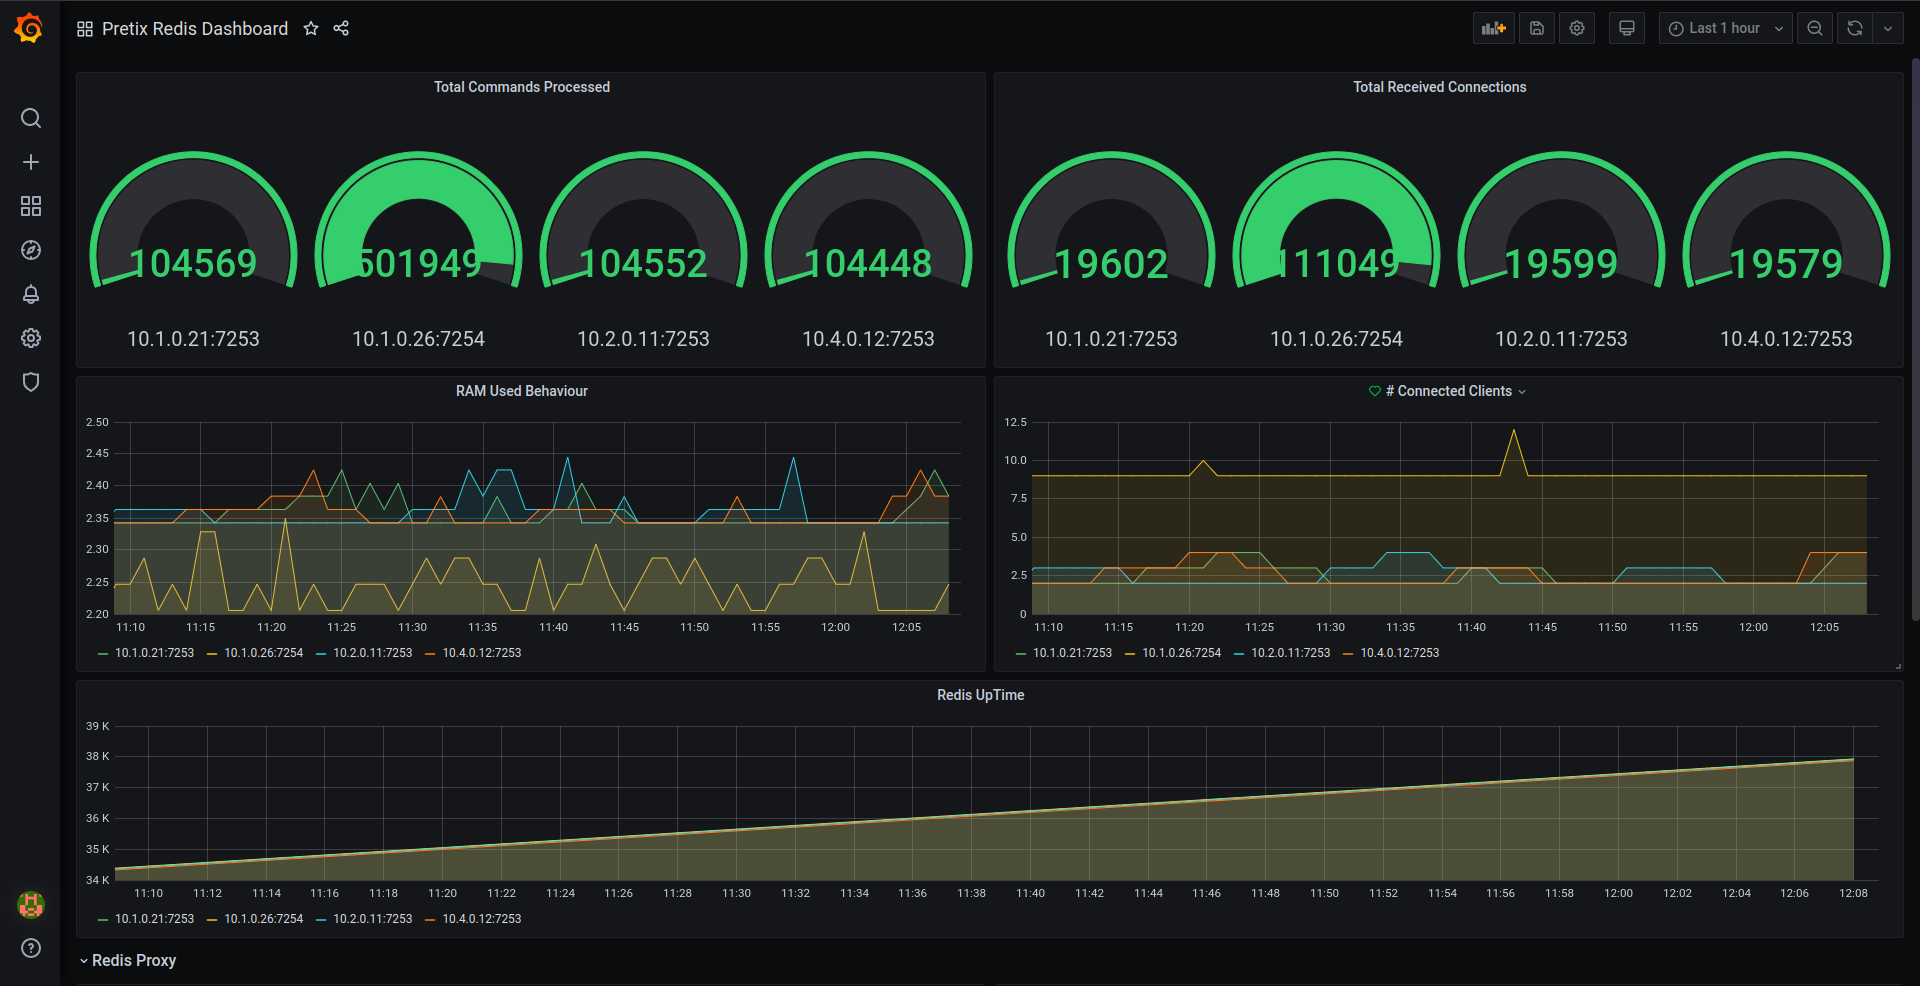 Pretix Redis Dashboard
Last 1 hour
Total Commands Processed
104569 501949 104552 104448
10.1.0.21:7253 10.1.0.26:7254 10.2.0.11:7253 10.4.0.12:7253
Total Received Connections
19602 111049 19599 19579
10.1.0.21:7253 10.1.0.26:7254 10.2.0.11:7253 10.4.0.12:7253
RAM Used Behaviour
2.50
2.45
2.40
2.35
2.30
2.25
2.20
11:10 11:15 11:20 11:25 11:30 11:35 11:40 11:45 11:50 11:55 12:00 12:05
10.1.0.21:7253 10.1.0.26:7254 10.2.0.11:7253 10.4.0.12:7253
# Connected Clients
12.5
10.0
7.5
5.0
2.5
0
11:10 11:15 11:20 11:25 11:30 11:35 11:40 11:45 11:50 11:55 12:00 12:05
10.1.0.21:7253 10.1.0.26:7254 10.2.0.11:7253 10.4.0.12:7253
Redis UpTime
39 K
38 K
37 K
36 K
35 K
34 K
11:10 11:12 11:14 11:16 11:18 11:20 11:22 11:24 11:26 11:28 11:30 11:32 11:34 11:36 11:38 11:40 11:42 11:44 11:46 11:48 11:50 11:52 11:54 11:56 11:58 12:00 12:02 12:04 12:06 12:08
10.1.0.21:7253 10.1.0.26:7254 10.2.0.11:7253 10.4.0.12:7253
Redis Proxy